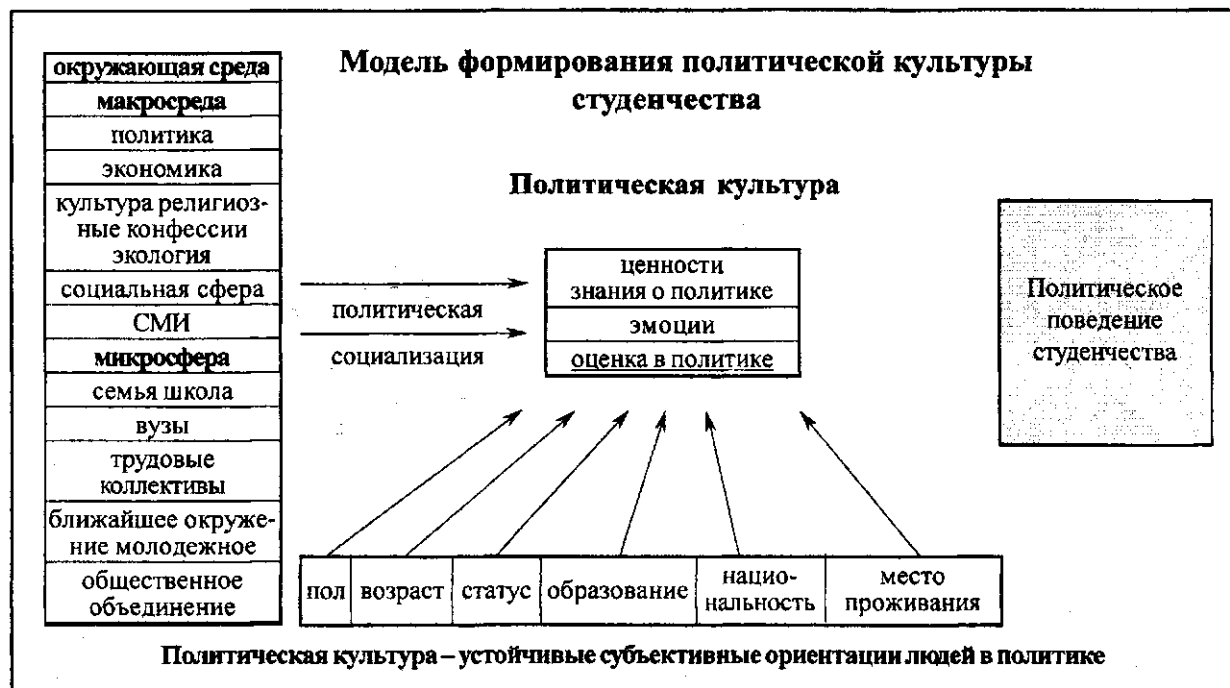 окружающая среда
макросреда
политика
экономика
культура религиоз-
ные конфессии
экология
социальная сфера
СМИ
микросфера
семья школа
вузы
трудовые
коллективы
ближайшее окруже-
ние молодежное
общественное
объединение
Модель формирования политической культуры
студенчества
Политическая культура
политическая
социализация
ценности
знания о политике
эмоции
оценка в политике
Политическое
поведение
студенчества
пол
возраст
статус
образование
нацио-
нальность
место
проживания
Политическая культура – устойчивые субъективные ориентации людей в политике